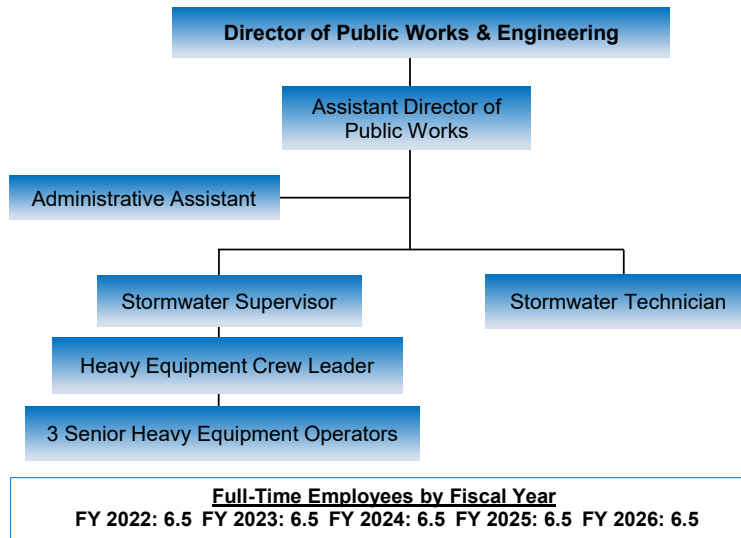 Director of Public Works & Engineering
Assistant Director of
Public Works
Administrative Assistant
Stormwater Supervisor
Stormwater Technician
Heavy Equipment Crew Leader
3 Senior Heavy Equipment Operators
Full-Time Employees by Fiscal Year
FY 2022: 6.5 FY 2023: 6.5 FY 2024: 6.5 FY 2025: 6.5 FY 2026: 6.5